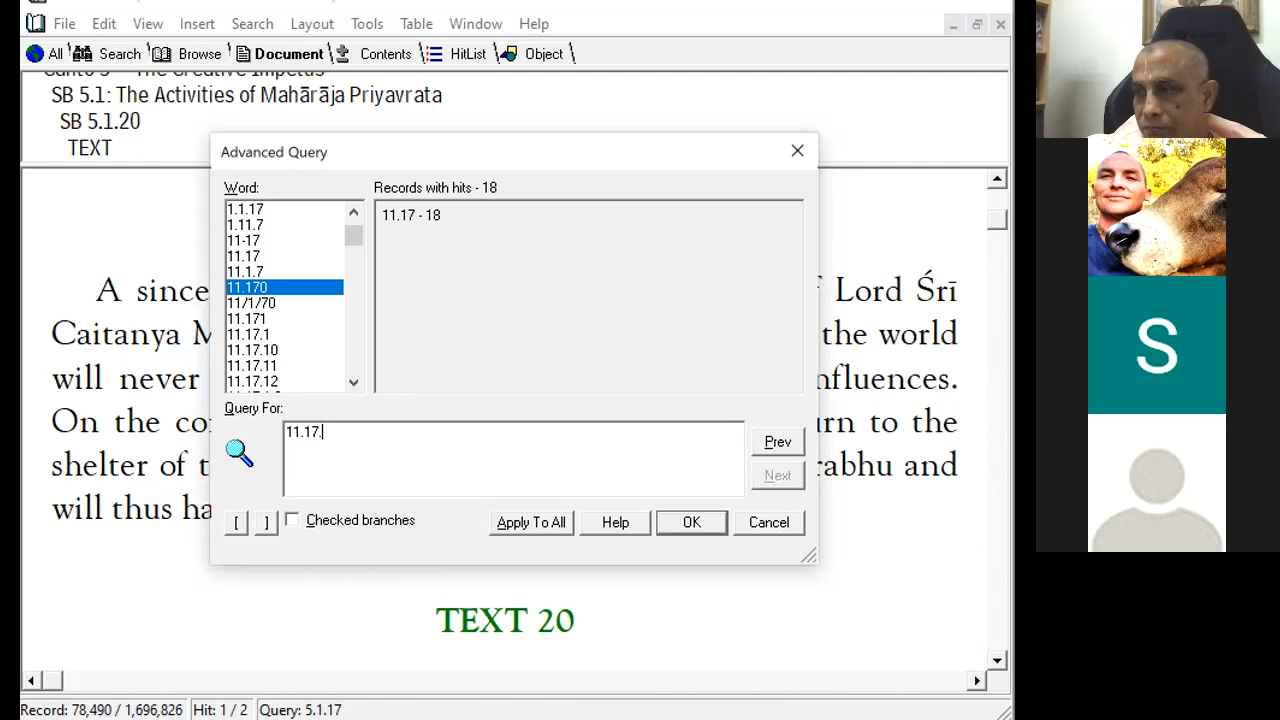 File Edit View Insert Search Layout Tools Table Window Help
All Search Browse Document Contents HitList Object
SB 5.1: The Activities of Mahārāja Priyavrata
SB 5.1.20
TEXT
Advanced Query
Word:
Records with hits - 18
1.1.17
1.11.7
11-17
11.17
11.1.7
11.170
11/1/70
11.171
11.17.1
11.17.10
11.17.11
11.17.12
11.17 - 18
Query For:
11.17.
Prev
Next
[ ] Checked branches
Apply To All Help OK Cancel
A since Lord Śrī
Caitanya M the world
will never nfluences.
On the co urn to the
shelter of t rabhu and
will thus ha
TEXT 20
Record: 78,490 / 1,696,826 Hit: 1 / 2 Query: 5.1.17
S